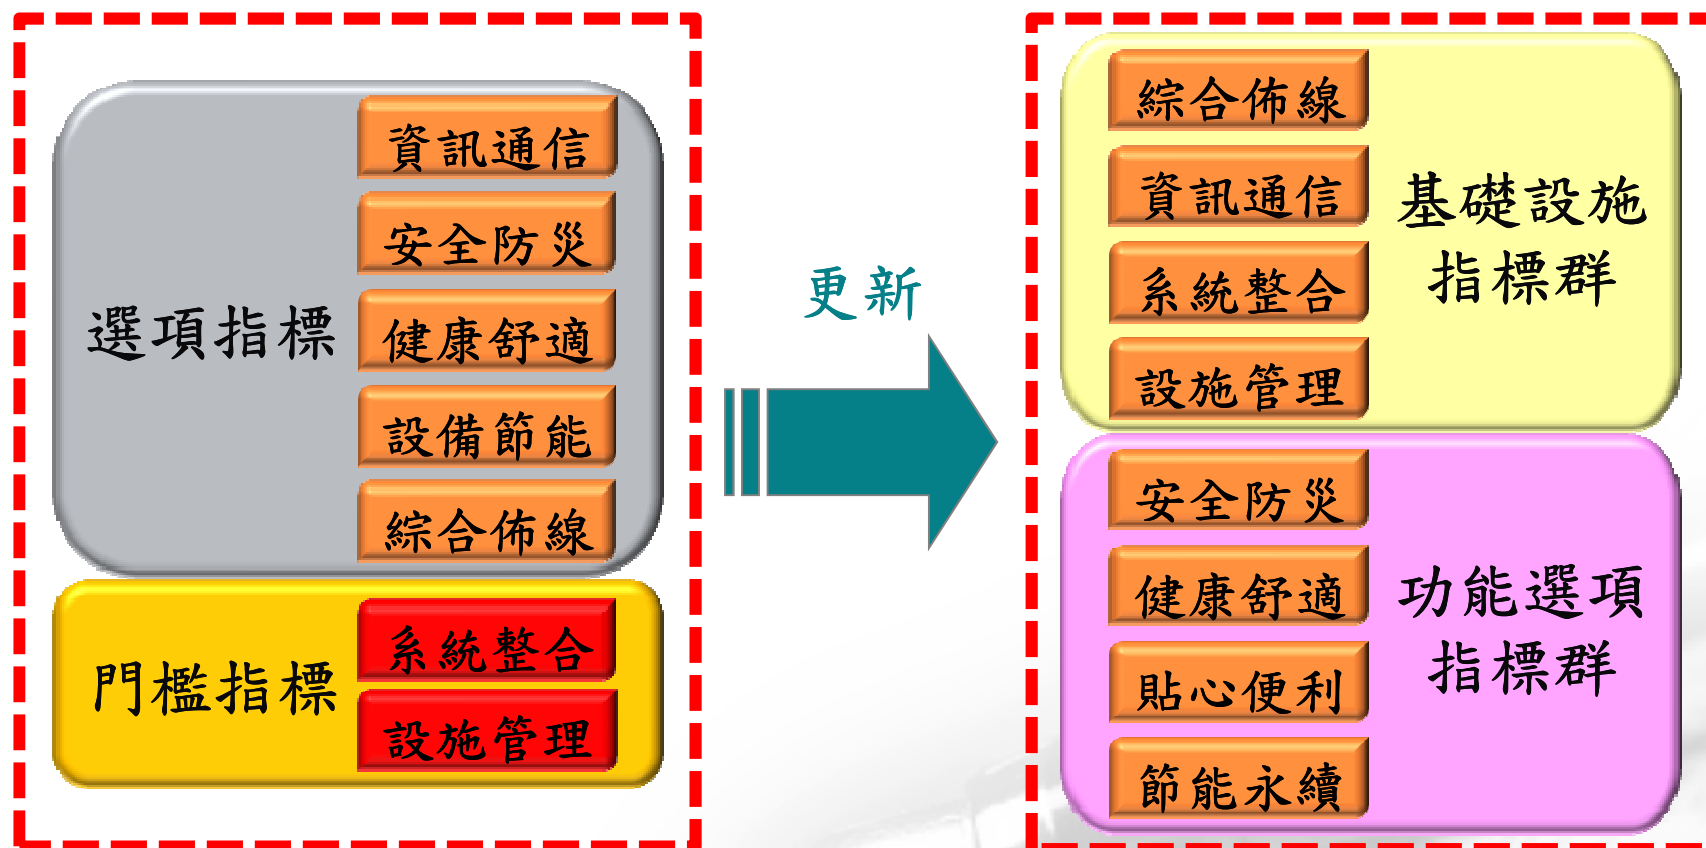 選項指標
資訊通信
安全防災
健康舒適
設備節能
綜合佈線
門檻指標
系統整合
設施管理
更新
綜合佈線
資訊通信
系統整合
設施管理
基礎設施
指標群
安全防災
健康舒適
貼心便利
節能永續
功能選項
指標群